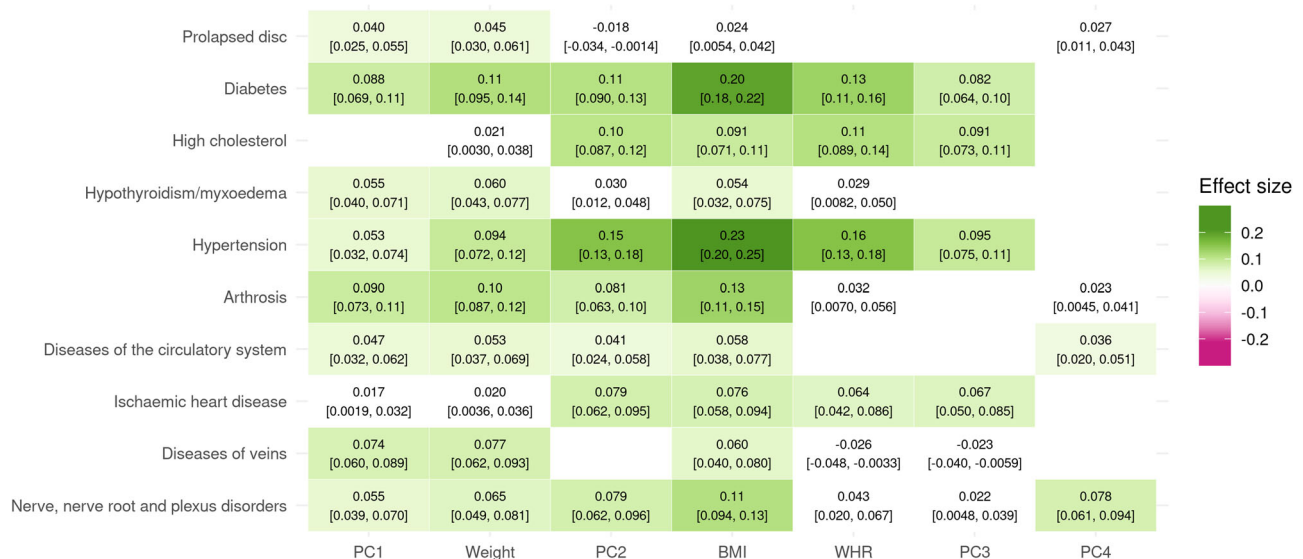 0.040 0.045 -0.018 0.024 0.027
Prolapsed disc
[0.025, 0.055] [0.030, 0.061] [-0.034, -0.0014] [0.0054, 0.042] [0.011, 0.043]
0.088 0.11 0.11 0.20 0.13 0.082
Diabetes
[0.069, 0.11] [0.095, 0.14] [0.090, 0.13] [0.18, 0.22] [0.11, 0.16] [0.064, 0.10]
0.021 0.10 0.091 0.11 0.091
High cholesterol
[0.0030, 0.038] [0.087, 0.12] [0.071, 0.11] [0.089, 0.14] [0.073, 0.11]
0.055 0.060 0.030 0.054 0.029
Hypothyroidism/myxoedema
[0.040, 0.071] [0.043, 0.077] [0.012, 0.048] [0.032, 0.075] [0.0082, 0.050]
0.053 0.094 0.15 0.23 0.16 0.095
Hypertension
[0.032, 0.074] [0.072, 0.12] [0.13, 0.18] [0.20, 0.25] [0.13, 0.18] [0.075, 0.11]
0.090 0.10 0.081 0.13 0.032 0.023
Arthrosis
[0.073, 0.11] [0.087, 0.12] [0.063, 0.10] [0.11, 0.15] [0.0070, 0.056] [0.0045, 0.041]
0.047 0.053 0.041 0.058 0.036
Diseases of the circulatory system
[0.032, 0.062] [0.037, 0.069] [0.024, 0.058] [0.038, 0.077] [0.020, 0.051]
0.017 0.020 0.079 0.076 0.064 0.067
Ischaemic heart disease
[0.0019, 0.032] [0.0036, 0.036] [0.062, 0.095] [0.058, 0.094] [0.042, 0.086] [0.050, 0.085]
0.074 0.077 0.060 -0.026 -0.023
Diseases of veins
[0.060, 0.089] [0.062, 0.093] [0.040, 0.080] [-0.048, -0.0033] [-0.040, -0.0059]
0.055 0.065 0.079 0.11 0.043 0.022 0.078
Nerve, nerve root and plexus disorders
[0.039, 0.070] [0.049, 0.081] [0.062, 0.096] [0.094, 0.13] [0.020, 0.067] [0.0048, 0.039] [0.061, 0.094]
PC1 Weight PC2 BMI WHR PC3 PC4
Effect size
0.2
0.1
0.0
-0.1
-0.2